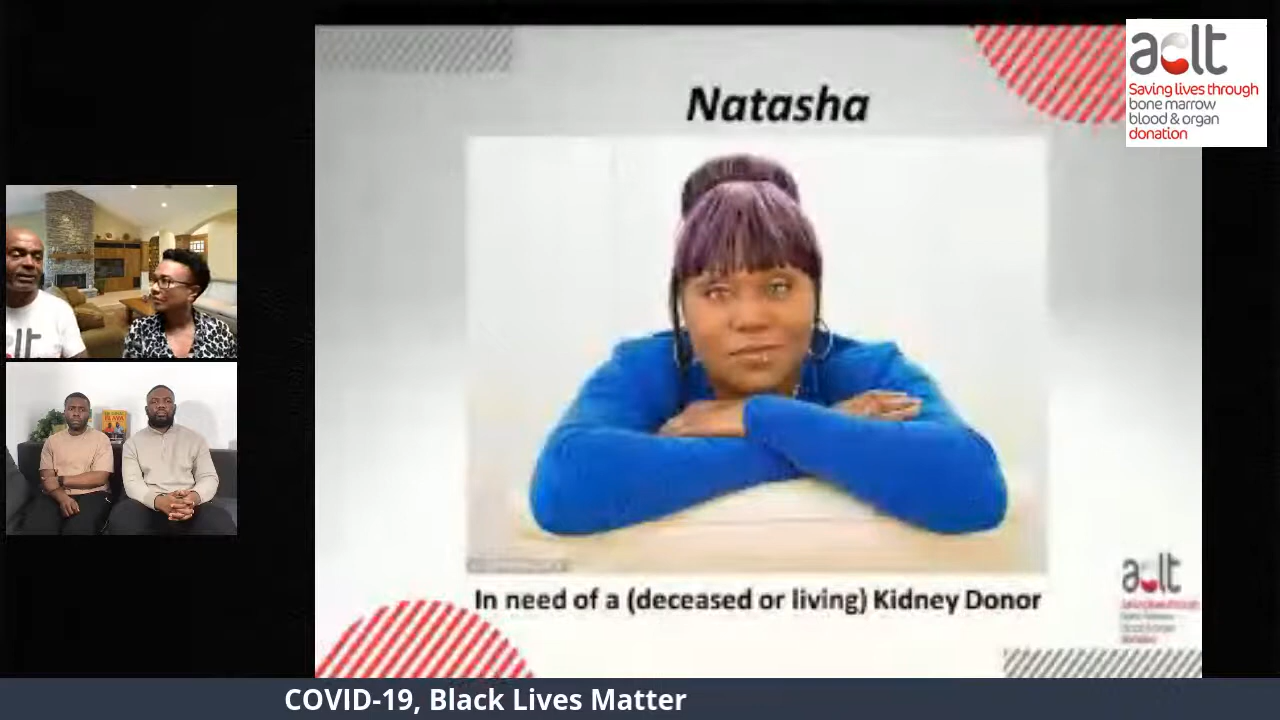 Natasha
aclt
Saving lives through
bone marrow
blood & organ
donation
In need of a (deceased or living) Kidney Donor
aclt
donation
COVID-19, Black Lives Matter